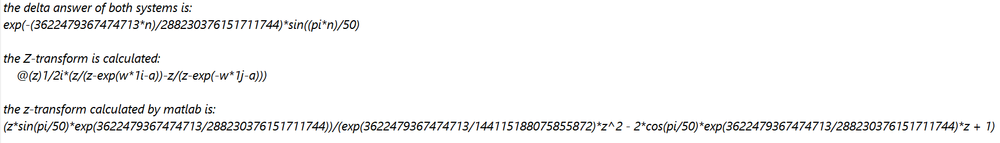 the delta answer of both systems is:
exp(-(3622479367474713*n)/288230376151711744)*sin((pi*n)/50)
the Z-transform is calculated:
@(z)1/2i*(z/(z-exp(w*1i-a))-z/(z-exp(-w*1j-a)))
the z-transform calculated by matlab is:
(z*sin(pi/50)*exp(3622479367474713/288230376151711744))/(exp(3622479367474713/144115188075855872)*z^2 - 2*cos(pi/50)*exp(3622479367474713/288230376151711744)*z + 1)